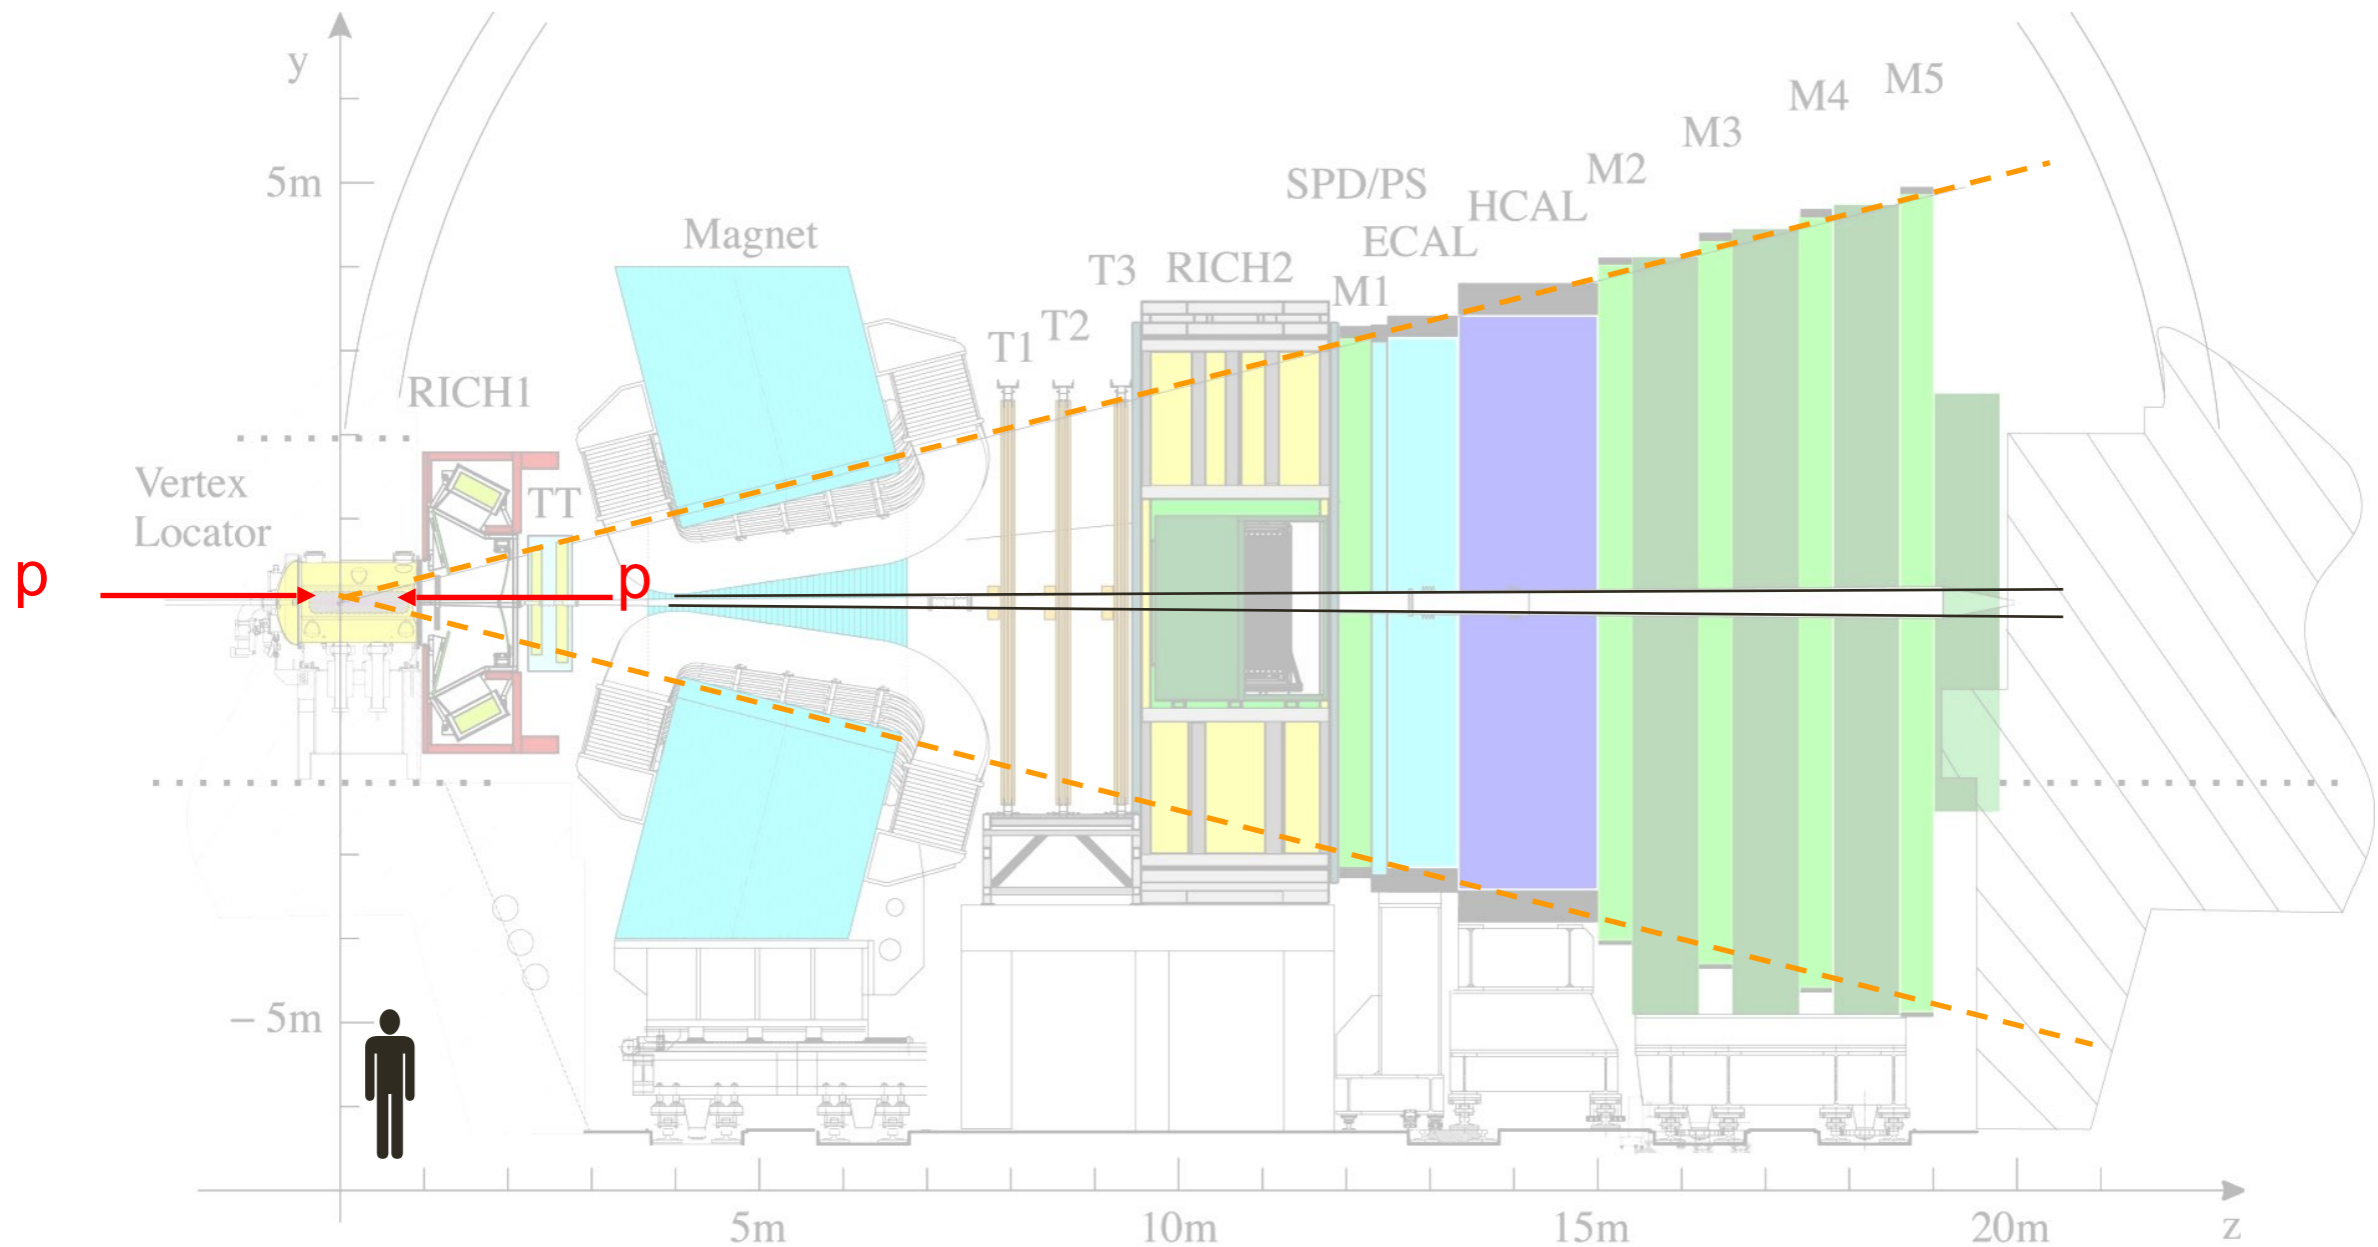 y
M5
M4
M3
M2
5m
SPD/PS
HCAL
Magnet
ECAL
T3
RICH2
M1
T2
T1
RICH1
Vertex
Locator
TT
p
p
− 5m
5m
10m
15m
20m
z